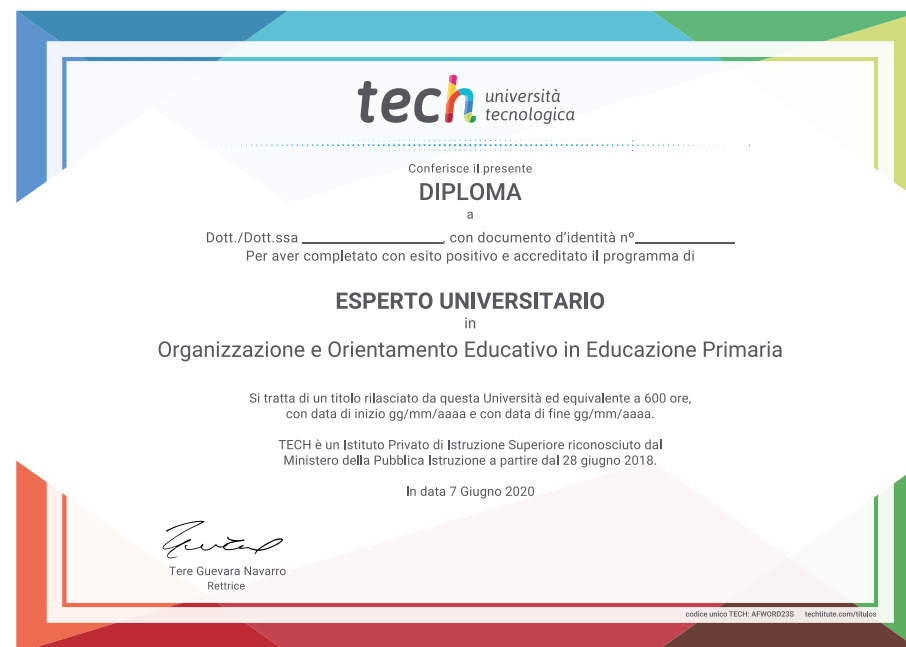 tech università
tecnologica
Conferisce il presente
DIPLOMA
a
Dott./Dott.ssa ____________________, con documento d'identità nº______________
Per aver completato con esito positivo e accreditato il programma di
ESPERTO UNIVERSITARIO
in
Organizzazione e Orientamento Educativo in Educazione Primaria
Si tratta di un titolo rilasciato da questa Università ed equivalente a 600 ore,
con data di inizio gg/mm/aaaa e con data di fine gg/mm/aaaa.
TECH è un Istituto Privato di Istruzione Superiore riconosciuto dal
Ministero della Pubblica Istruzione a partire dal 28 giugno 2018.
In data 7 Giugno 2020
Tere Guevara Navarro
Rettrice
codice unico TECH: AFWORD23S techtitute.com/titulos